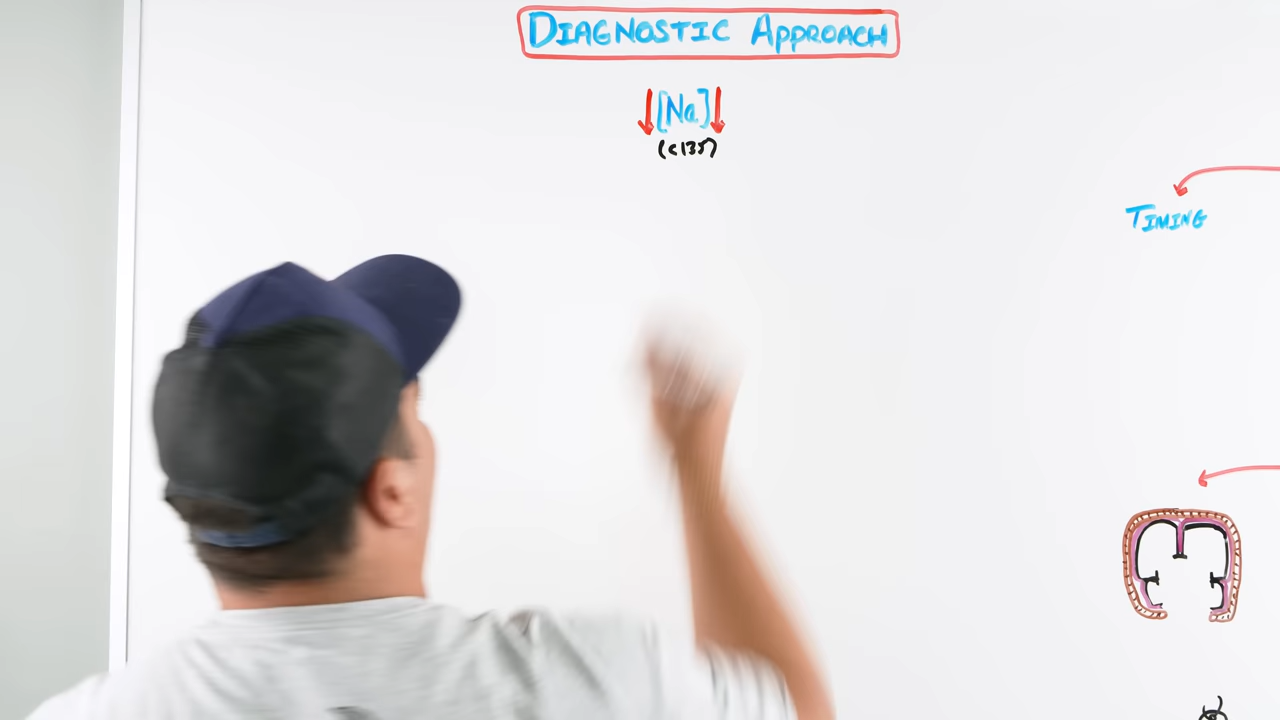 DIAGNOSTIC APPROACH
↓[Na]↓
(<135)
TIMING